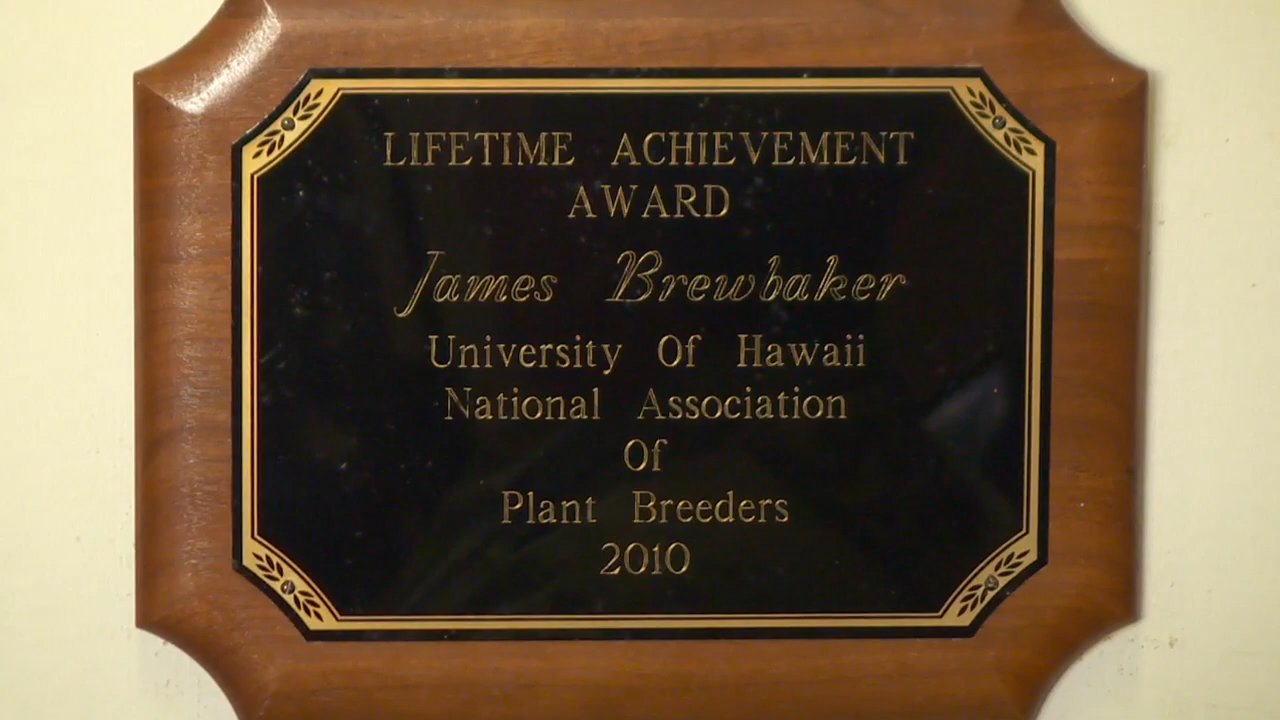 LIFETIME ACHIEVEMENT
AWARD
James Brewbaker
University Of Hawaii
National Association
Of
Plant Breeders
2010